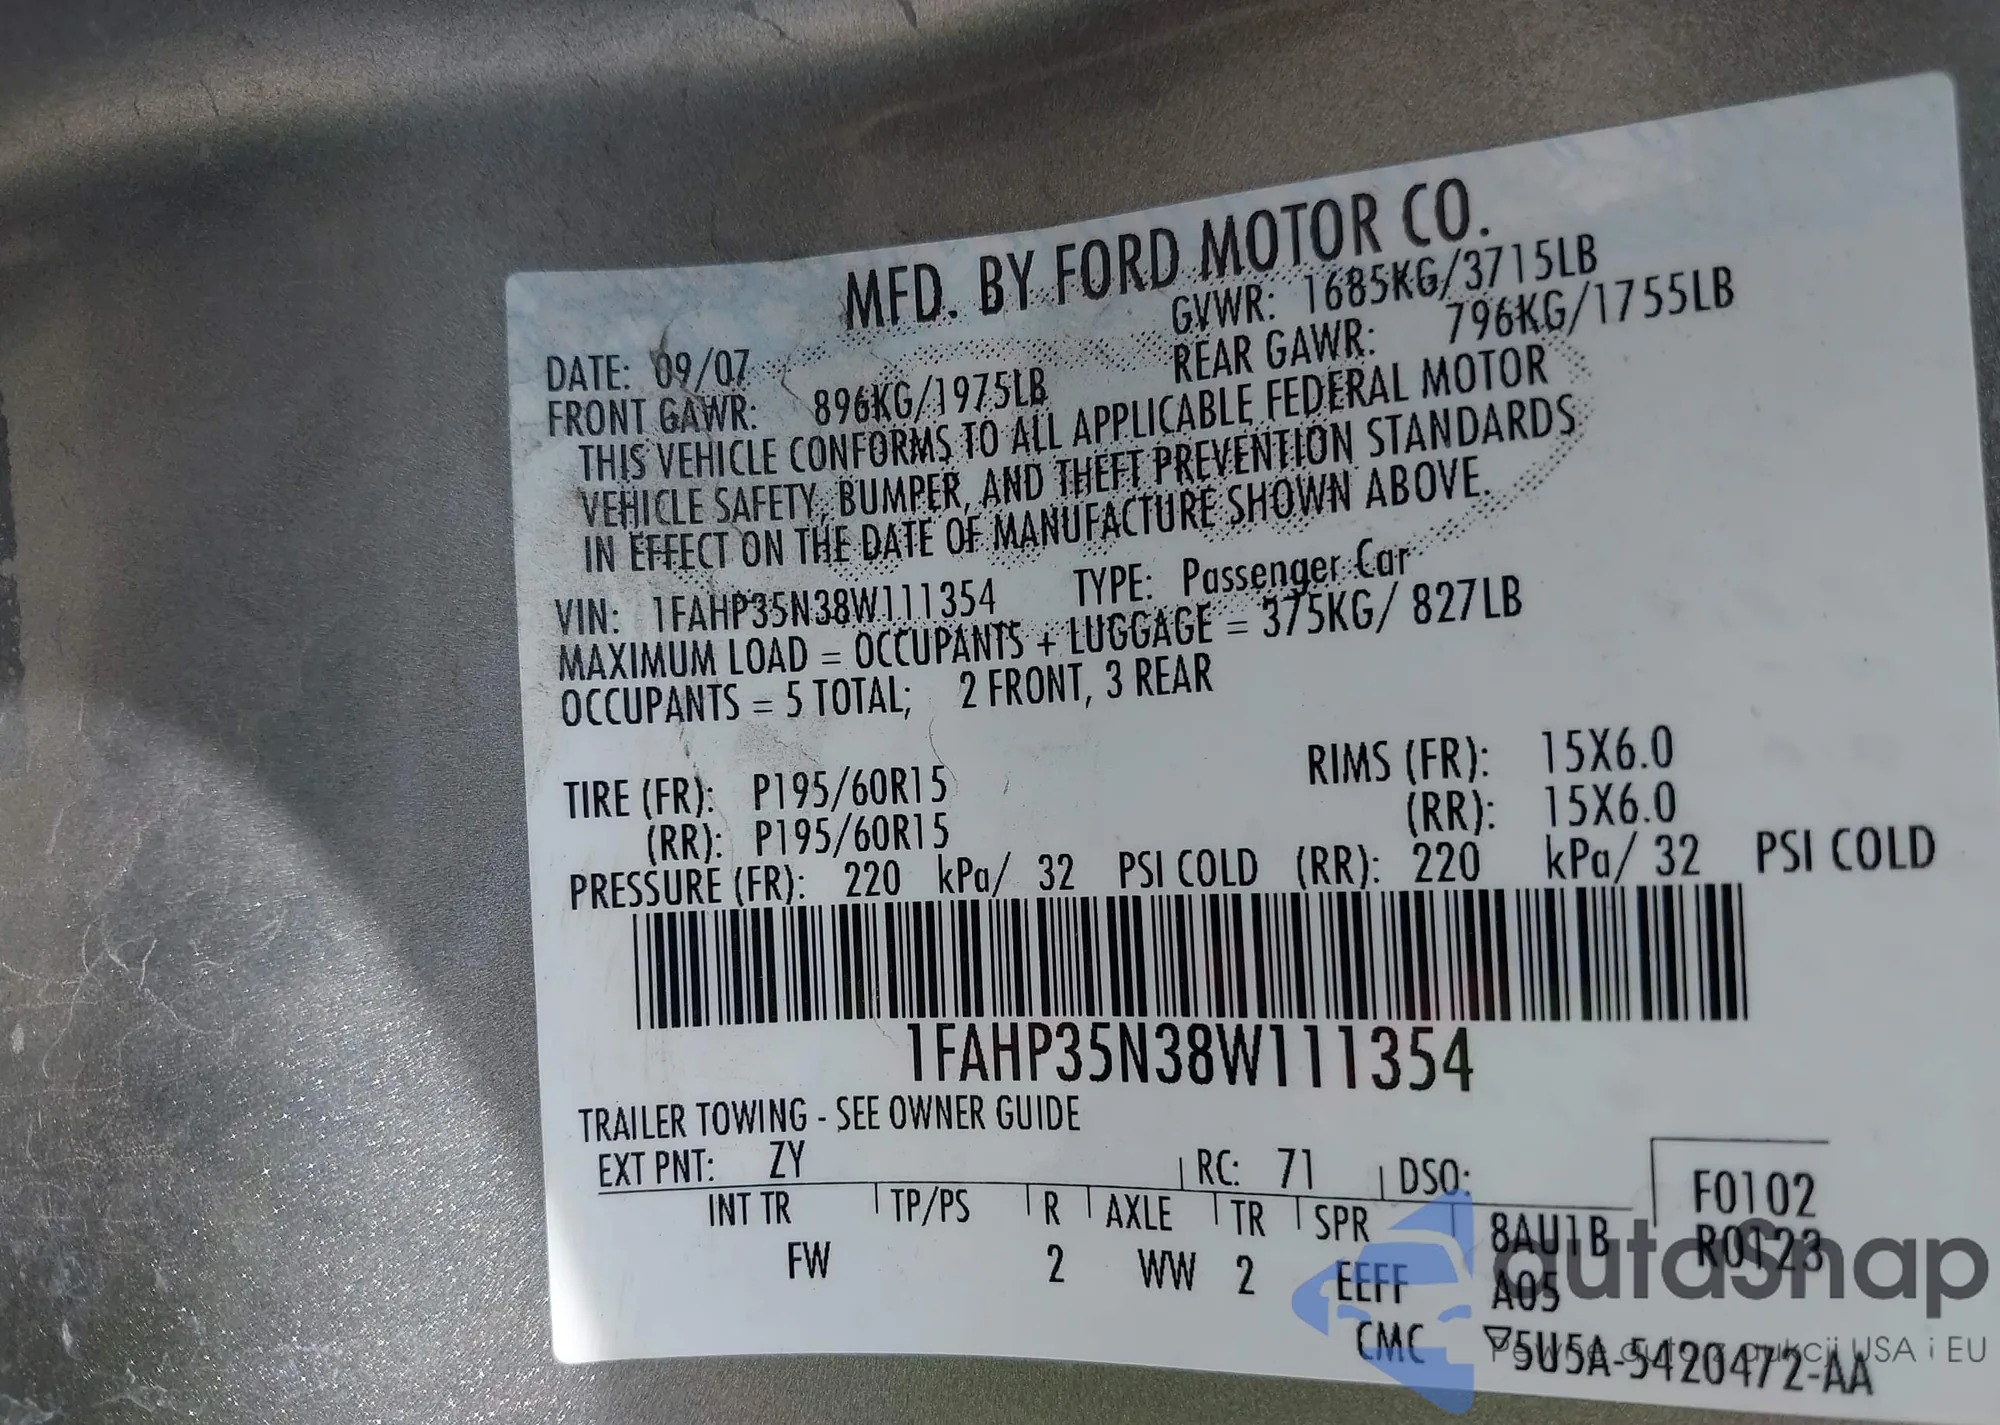 MFD. BY FORD MOTOR CO.
DATE: 09/07 GVWR: 1685KG/3715LB
FRONT GAWR: 896KG/1975LB REAR GAWR: 796KG/1755LB
THIS VEHICLE CONFORMS TO ALL APPLICABLE FEDERAL MOTOR
VEHICLE SAFETY, BUMPER, AND THEFT PREVENTION STANDARDS
IN EFFECT ON THE DATE OF MANUFACTURE SHOWN ABOVE.
VIN: 1FAHP35N38W111354 TYPE: Passenger Car
MAXIMUM LOAD = OCCUPANTS + LUGGAGE = 375KG/ 827LB
OCCUPANTS = 5 TOTAL; 2 FRONT, 3 REAR
TIRE (FR): P195/60R15 RIMS (FR): 15X6.0
(RR): P195/60R15 (RR): 15X6.0
PRESSURE (FR): 220 kPa/ 32 PSI COLD (RR): 220 kPa/ 32 PSI COLD
1FAHP35N38W111354
TRAILER TOWING - SEE OWNER GUIDE
EXT PNT: ZY RC: 71 DSO: F0102
INT TR TP/PS R AXLE TR SPR 8AU1B R0123
FW 2 WW 2 EEFF A05
CMC 5U5A-5420472-AA
autoSnap
USA i EU